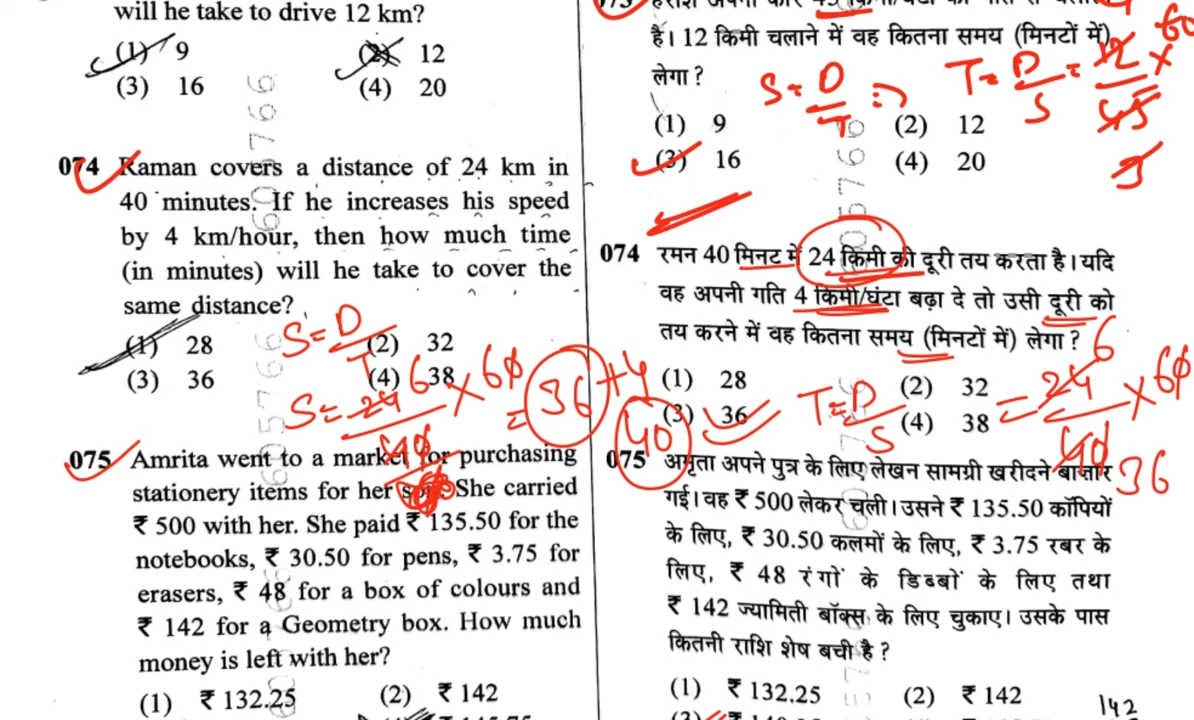 will he take to drive 12 km?
(1) 9 (2) 12
(3) 16 (4) 20
074 Raman covers a distance of 24 km in
40 minutes. If he increases his speed
by 4 km/hour, then how much time
(in minutes) will he take to cover the
same distance?
(1) 28 (2) 32
(3) 36 (4) 38
S = D
T
S = 24 × 60 = 36 + 4
6
40
40
075 Amrita went to a market for purchasing
stationery items for her She carried
₹ 500 with her. She paid ₹ 135.50 for the
notebooks, ₹ 30.50 for pens, ₹ 3.75 for
erasers, ₹ 48 for a box of colours and
₹ 142 for a Geometry box. How much
money is left with her?
(1) ₹ 132.25 (2) ₹ 142
है। 12 किमी चलाने में वह कितना समय (मिनटों में)
लेगा ?
S = D ⇒ T = D = 12 × 60
T S 45
3
(1) 9 (2) 12
(3) 16 (4) 20
074 रमन 40 मिनट में 24 किमी की दूरी तय करता है। यदि
वह अपनी गति 4 किमी/घंटा बढ़ा दे तो उसी दूरी को
तय करने में वह कितना समय (मिनटों में) लेगा ?
(1) 28 (2) 32
(3) 36 (4) 38
T = D = 24 × 60
S 40
6
36
075 अमृता अपने पुत्र के लिए लेखन सामग्री खरीदने बाजार
गई। वह ₹ 500 लेकर चली। उसने ₹ 135.50 कॉपियों
के लिए, ₹ 30.50 कलमों के लिए, ₹ 3.75 रबर के
लिए, ₹ 48 रंगों के डिब्बों के लिए तथा
₹ 142 ज्यामिती बॉक्स के लिए चुकाए। उसके पास
कितनी राशि शेष बची है ?
(1) ₹ 132.25 (2) ₹ 142
142